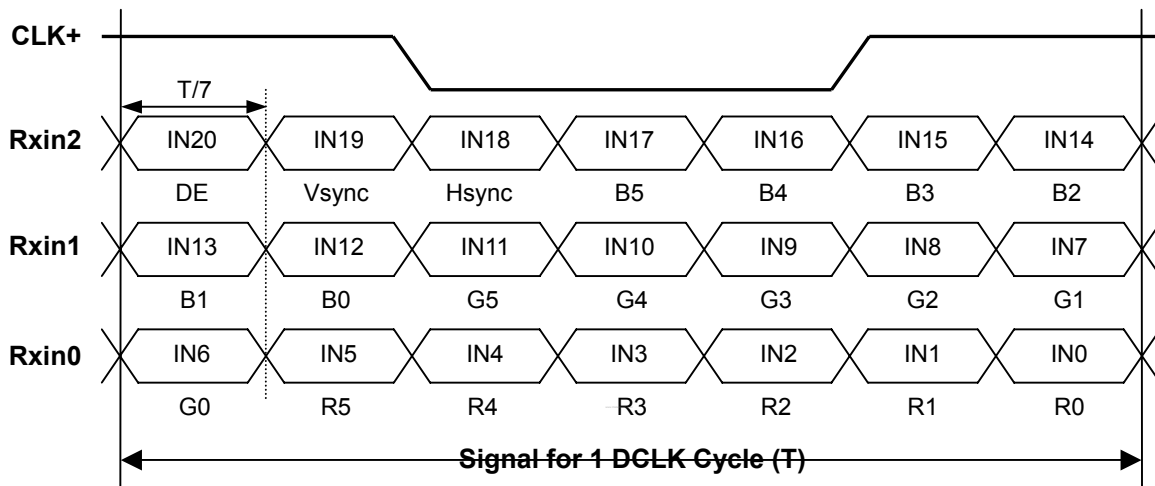 CLK+
T/7
Rxin2 IN20 IN19 IN18 IN17 IN16 IN15 IN14
DE Vsync Hsync B5 B4 B3 B2
Rxin1 IN13 IN12 IN11 IN10 IN9 IN8 IN7
B1 B0 G5 G4 G3 G2 G1
Rxin0 IN6 IN5 IN4 IN3 IN2 IN1 IN0
G0 R5 R4 R3 R2 R1 R0
Signal for 1 DCLK Cycle (T)